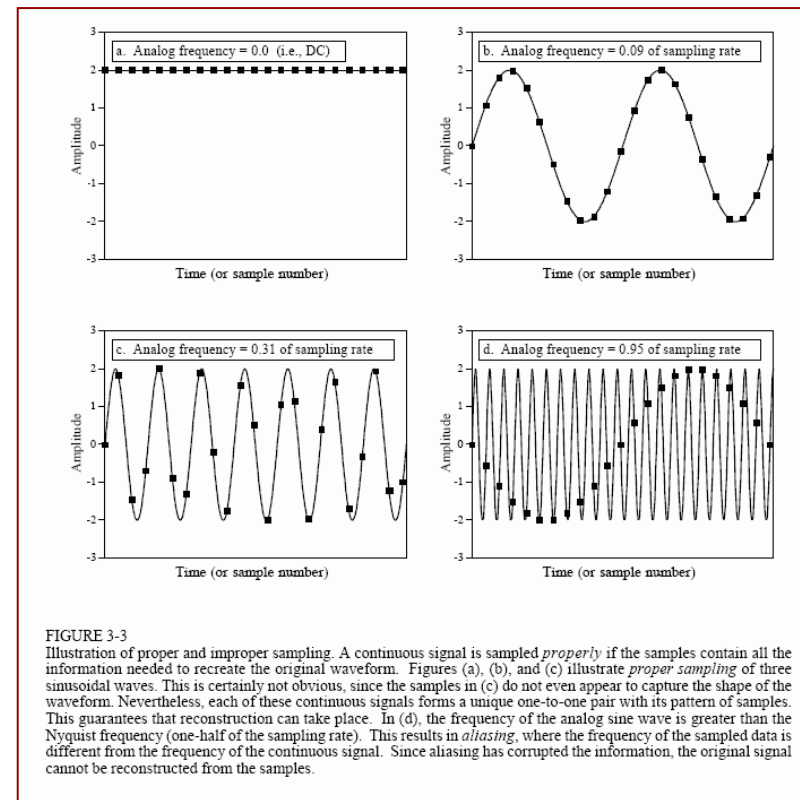 3
2
1
0
-1
-2
-3
Amplitude
a. Analog frequency = 0.0 (i.e., DC)
Time (or sample number)
3
2
1
0
-1
-2
-3
Amplitude
b. Analog frequency = 0.09 of sampling rate
Time (or sample number)
3
2
1
0
-1
-2
-3
Amplitude
c. Analog frequency = 0.31 of sampling rate
Time (or sample number)
3
2
1
0
-1
-2
-3
Amplitude
d. Analog frequency = 0.95 of sampling rate
Time (or sample number)
FIGURE 3-3
Illustration of proper and improper sampling. A continuous signal is sampled properly if the samples contain all the
information needed to recreate the original waveform. Figures (a), (b), and (c) illustrate proper sampling of three
sinusoidal waves. This is certainly not obvious, since the samples in (c) do not even appear to capture the shape of the
waveform. Nevertheless, each of these continuous signals forms a unique one-to-one pair with its pattern of samples.
This guarantees that reconstruction can take place. In (d), the frequency of the analog sine wave is greater than the
Nyquist frequency (one-half of the sampling rate). This results in aliasing, where the frequency of the sampled data is
different from the frequency of the continuous signal. Since aliasing has corrupted the information, the original signal
cannot be reconstructed from the samples.